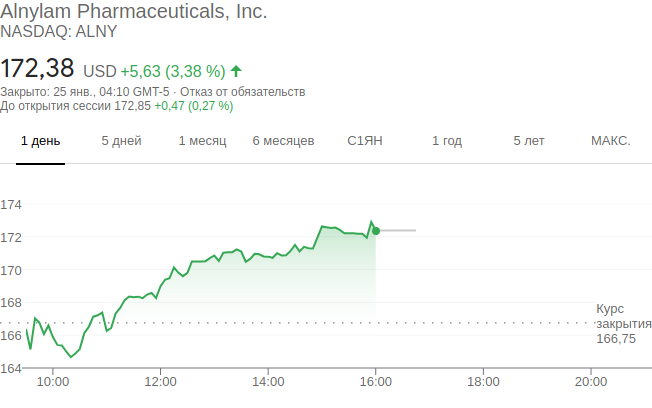 Alnylam Pharmaceuticals, Inc.
NASDAQ: ALNY
172,38 USD +5,63 (3,38 %)
Закрыто: 25 янв., 04:10 GMT-5 · Отказ от обязательств
До открытия сессии 172,85 +0,47 (0,27 %)
1 день 5 дней 1 месяц 6 месяцев С1ЯН 1 год 5 лет МАКС.
174
172
170
168
Курс
закрытия
166,75
166
164
10:00 12:00 14:00 16:00 18:00 20:00